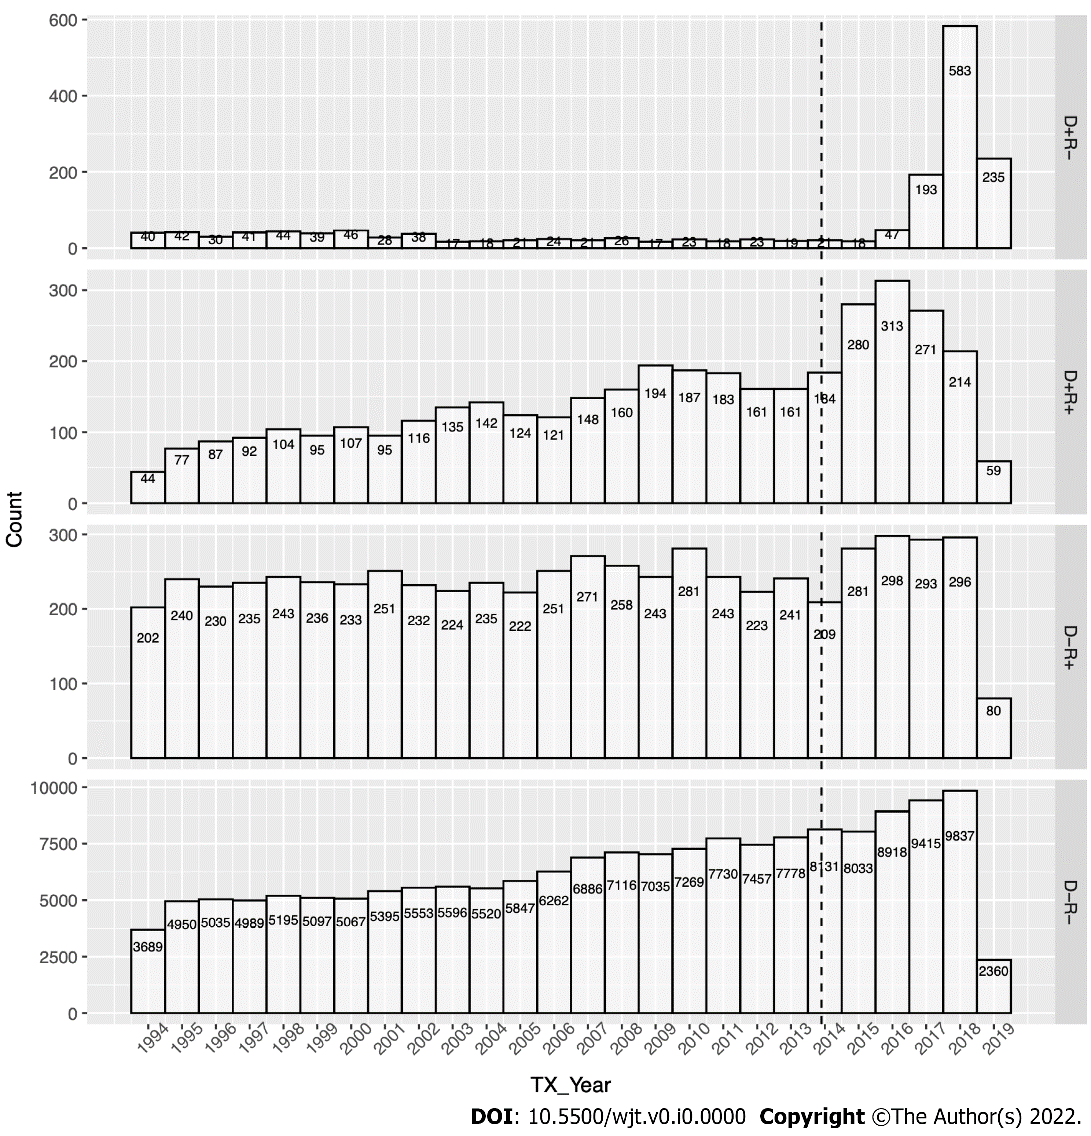 600
400
200
0
40 42 30 41 44 39 46 28 38 17 18 21 24 21 26 17 23 18 23 19 21 18 47 193 583 235
D+R−
300
200
100
0
44 77 87 92 104 95 107 95 116 135 142 124 121 148 160 194 187 183 161 161 184 280 313 271 214 59
D+R+
Count
300
200
100
0
202 240 230 235 243 236 233 251 232 224 235 222 251 271 258 243 281 243 223 241 209 281 298 293 296 80
D−R+
10000
7500
5000
2500
0
3689 4950 5035 4989 5195 5097 5067 5395 5553 5596 5520 5847 6262 6886 7116 7035 7269 7730 7457 7778 8131 8033 8918 9415 9837 2360
D−R−
1994 1995 1996 1997 1998 1999 2000 2001 2002 2003 2004 2005 2006 2007 2008 2009 2010 2011 2012 2013 2014 2015 2016 2017 2018 2019
TX_Year
DOI: 10.5500/wjt.v0.i0.0000 Copyright ©The Author(s) 2022.